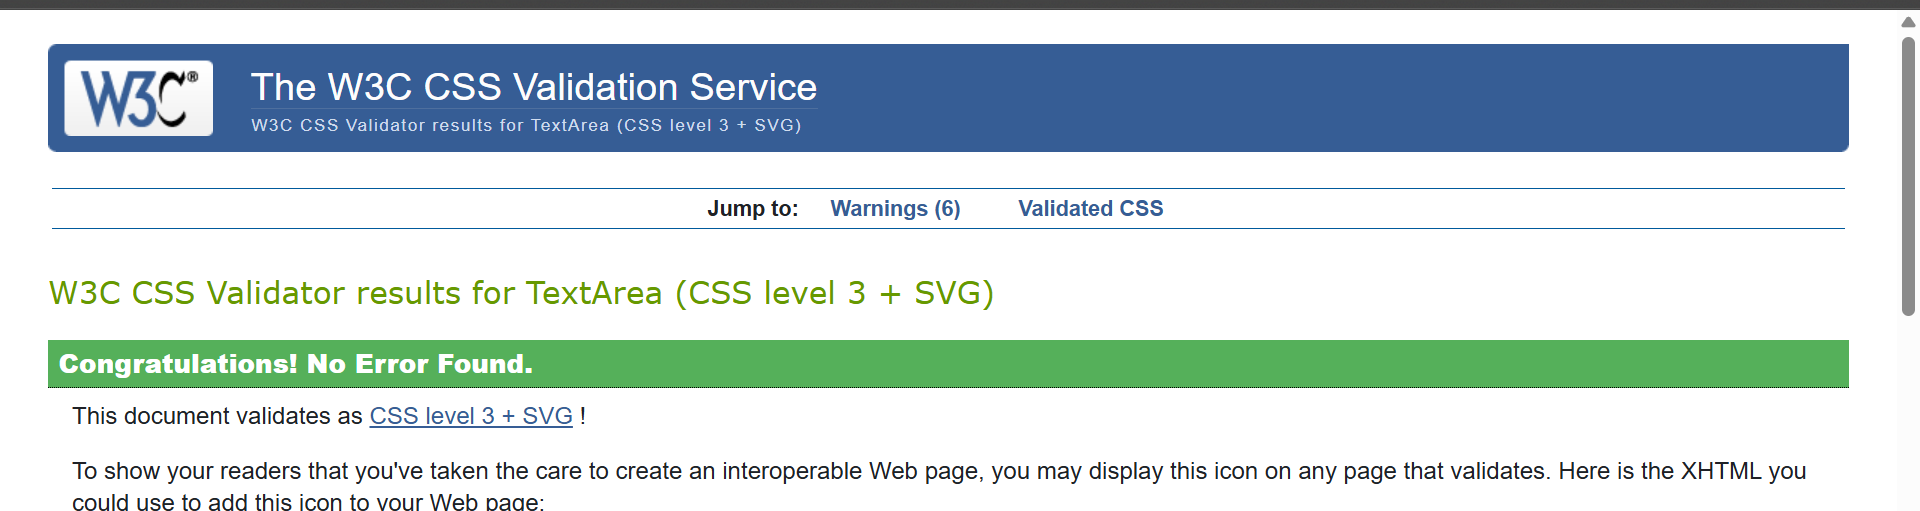 W3C®
The W3C CSS Validation Service
W3C CSS Validator results for TextArea (CSS level 3 + SVG)
Jump to: Warnings (6) Validated CSS
W3C CSS Validator results for TextArea (CSS level 3 + SVG)
Congratulations! No Error Found.
This document validates as CSS level 3 + SVG !
To show your readers that you've taken the care to create an interoperable Web page, you may display this icon on any page that validates. Here is the XHTML you
could use to add this icon to your Web page: